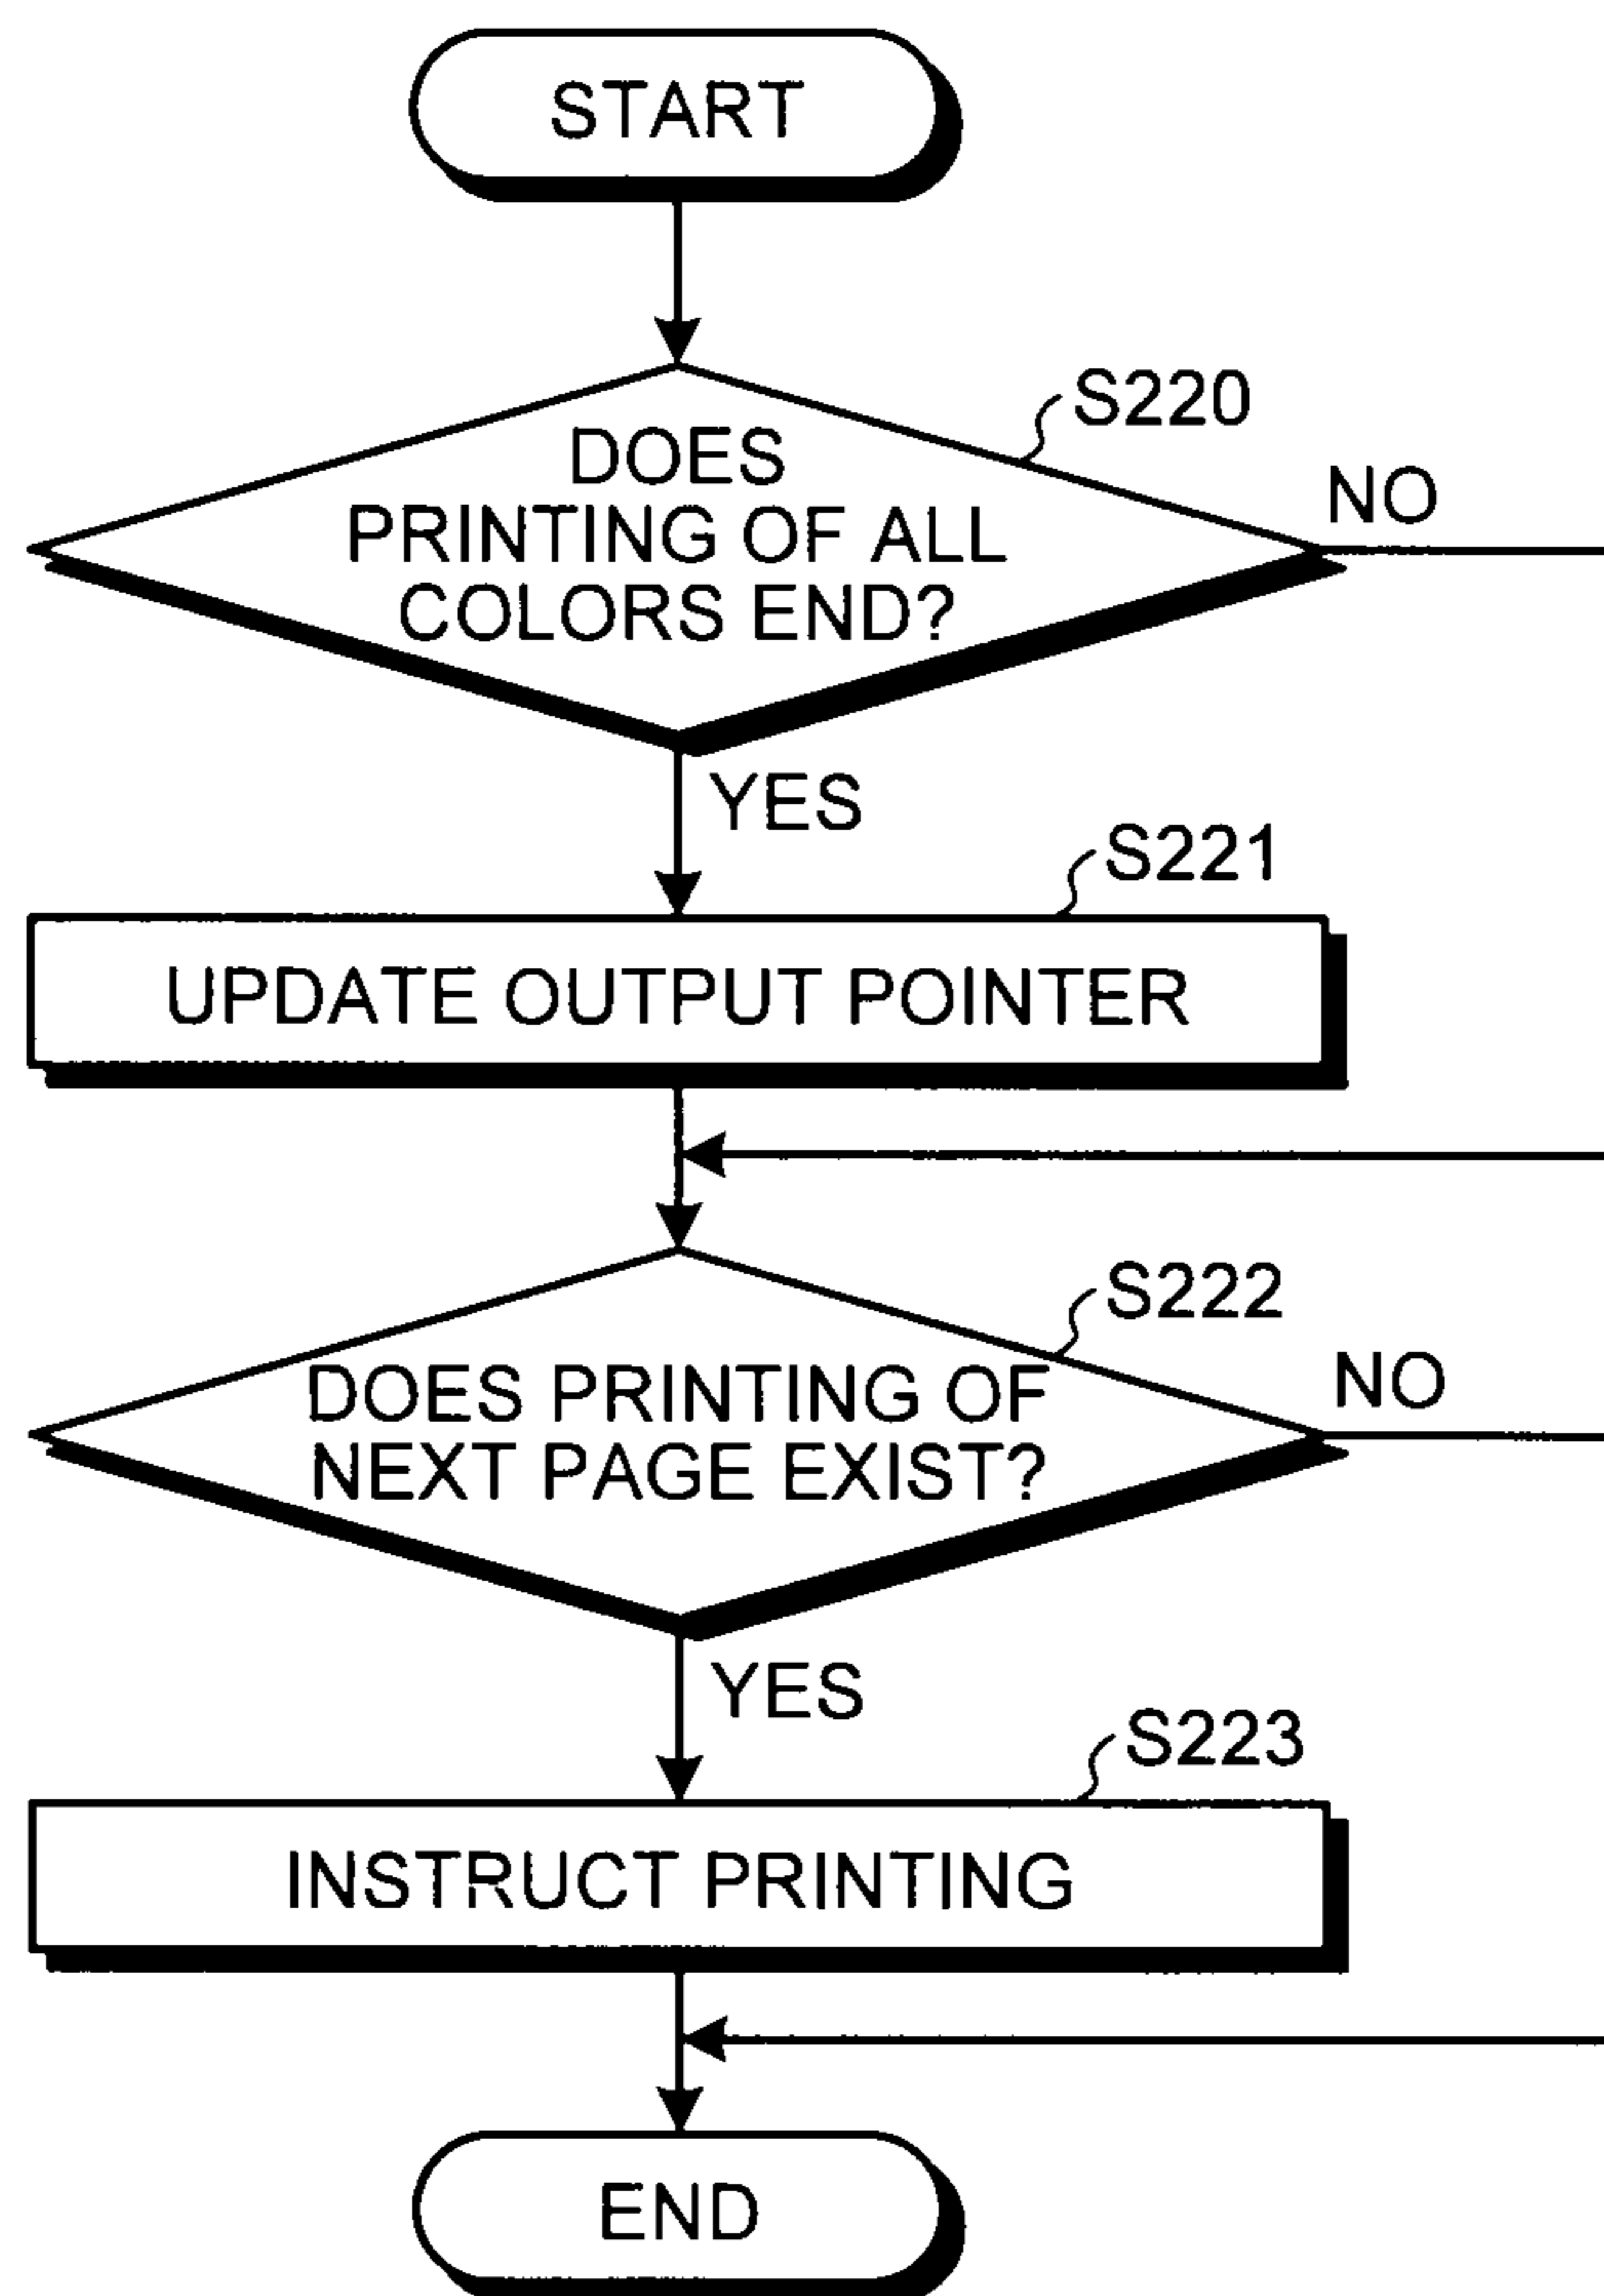 START
S220
DOES
PRINTING OF ALL
COLORS END?
NO
YES
S221
UPDATE OUTPUT POINTER
S222
DOES PRINTING OF
NEXT PAGE EXIST?
NO
YES
S223
INSTRUCT PRINTING
END